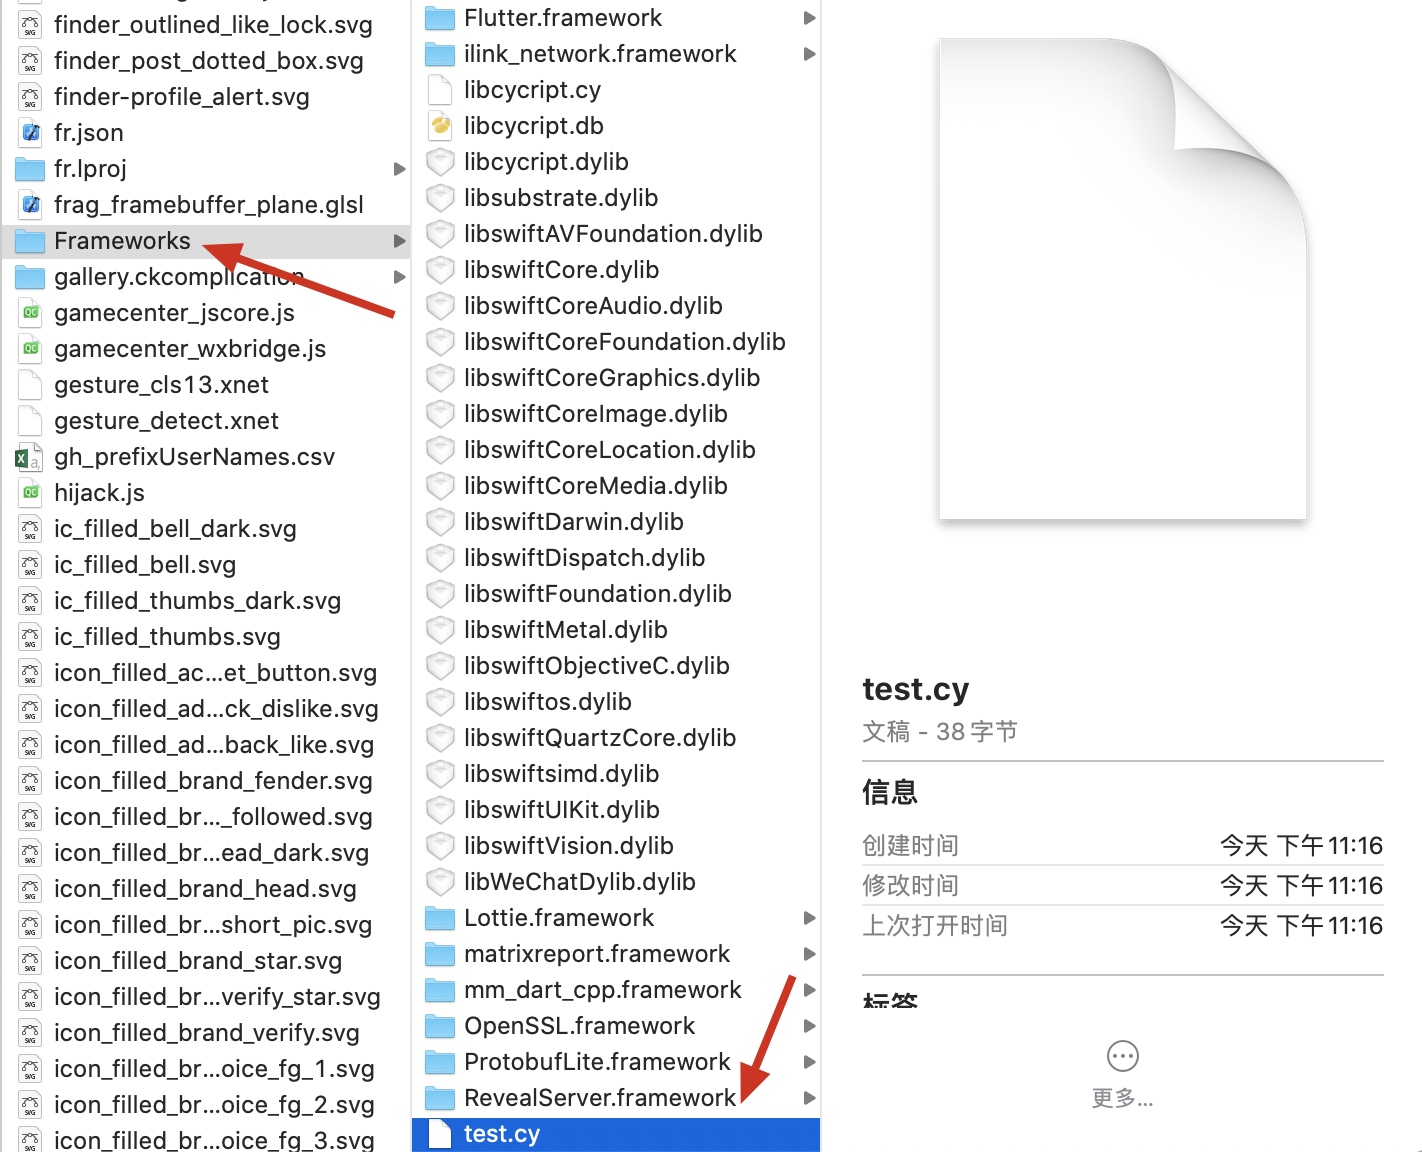 finder_outlined_like_lock.svg
finder_post_dotted_box.svg
finder-profile_alert.svg
fr.json
fr.lproj
frag_framebuffer_plane.glsl
Frameworks
gallery.ckcomplication
gamecenter_jscore.js
gamecenter_wxbridge.js
gesture_cls13.xnet
gesture_detect.xnet
gh_prefixUserNames.csv
hijack.js
ic_filled_bell_dark.svg
ic_filled_bell.svg
ic_filled_thumbs_dark.svg
ic_filled_thumbs.svg
icon_filled_ac...et_button.svg
icon_filled_ad...ck_dislike.svg
icon_filled_ad...back_like.svg
icon_filled_brand_fender.svg
icon_filled_br..._followed.svg
icon_filled_br...ead_dark.svg
icon_filled_brand_head.svg
icon_filled_br...short_pic.svg
icon_filled_brand_star.svg
icon_filled_br...verify_star.svg
icon_filled_brand_verify.svg
icon_filled_br...oice_fg_1.svg
icon_filled_br...oice_fg_2.svg
icon_filled_br...oice_fg_3.svg
Flutter.framework
ilink_network.framework
libcycript.cy
libcycript.db
libcycript.dylib
libsubstrate.dylib
libswiftAVFoundation.dylib
libswiftCore.dylib
libswiftCoreAudio.dylib
libswiftCoreFoundation.dylib
libswiftCoreGraphics.dylib
libswiftCoreImage.dylib
libswiftCoreLocation.dylib
libswiftCoreMedia.dylib
libswiftDarwin.dylib
libswiftDispatch.dylib
libswiftFoundation.dylib
libswiftMetal.dylib
libswiftObjectiveC.dylib
libswiftos.dylib
libswiftQuartzCore.dylib
libswiftsimd.dylib
libswiftUIKit.dylib
libswiftVision.dylib
libWeChatDylib.dylib
Lottie.framework
matrixreport.framework
mm_dart_cpp.framework
OpenSSL.framework
ProtobufLite.framework
RevealServer.framework
test.cy
test.cy
文稿 - 38 字节
信息
创建时间 今天 下午 11:16
修改时间 今天 下午 11:16
上次打开时间 今天 下午 11:16
标签
更多...